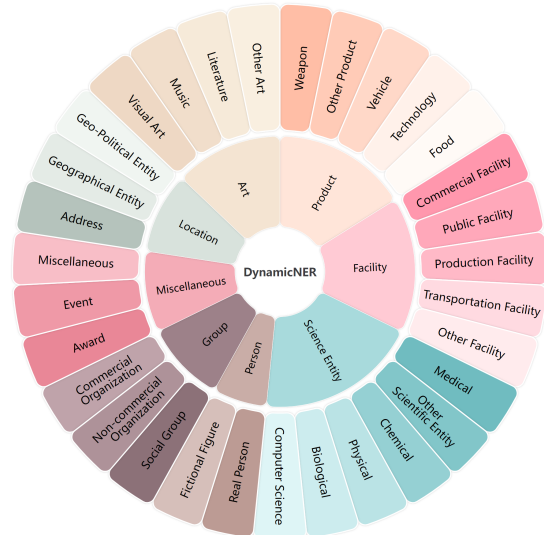 DynamicNER
Product
Facility
Science Entity
Person
Group
Miscellaneous
Location
Art
Weapon
Other Product
Vehicle
Technology
Food
Commercial Facility
Public Facility
Production Facility
Transportation Facility
Other Facility
Medical
Other
Scientific Entity
Chemical
Physical
Biological
Computer Science
Real Person
Fictional Figure
Social Group
Non-commercial
Organization
Commercial
Organization
Award
Event
Miscellaneous
Address
Geographical Entity
Geo-Political Entity
Visual Art
Music
Literature
Other Art